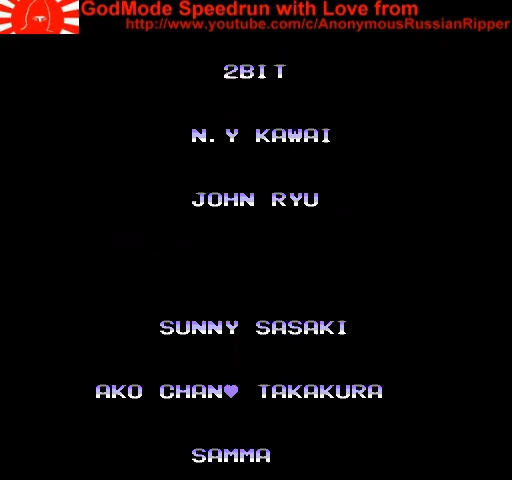 GodMode Speedrun with Love from
http://www.youtube.com/c/AnonymousRussianRipper
2BIT
N.Y KAWAI
JOHN RYU
SUNNY SASAKI
AKO CHAN♥ TAKAKURA
SAMMA